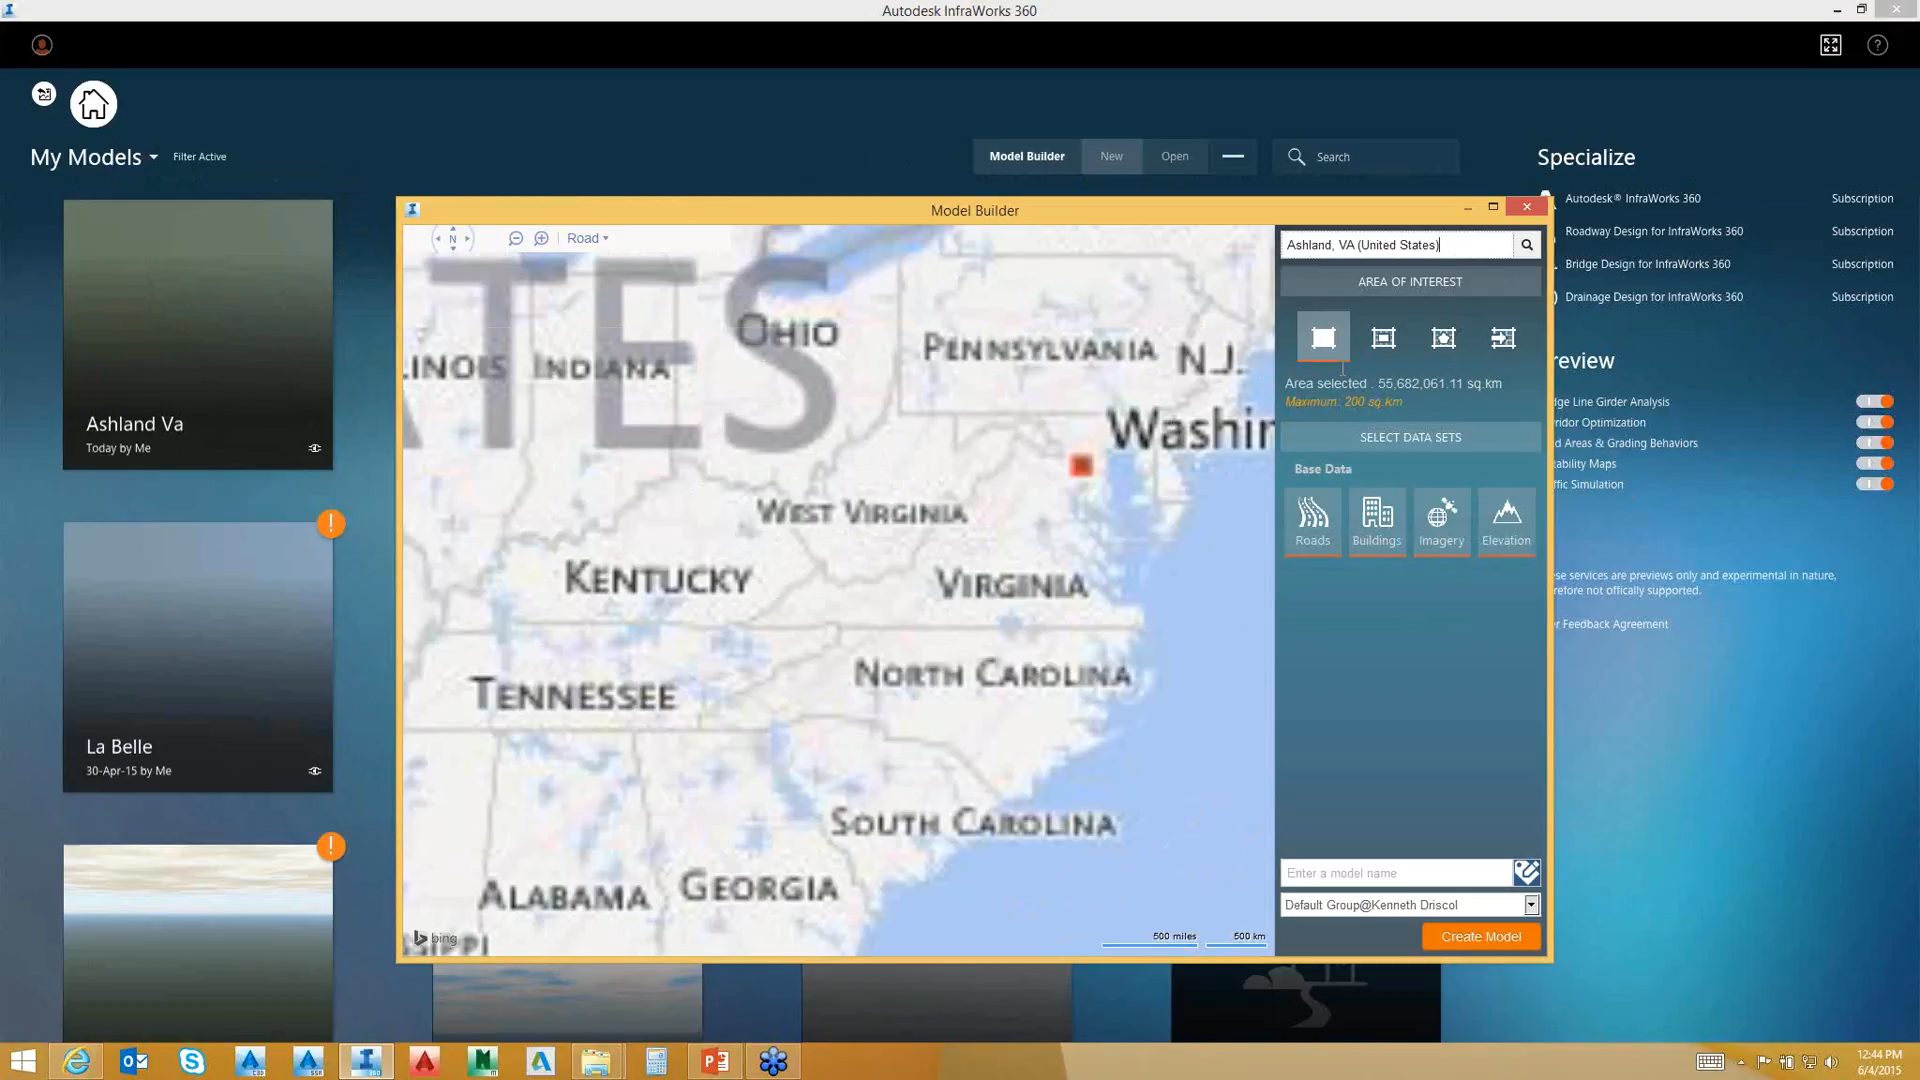 Autodesk InfraWorks 360
My Models
Filter Active
Model Builder
New
Open
Search
Specialize
Autodesk® InfraWorks 360 Subscription
Roadway Design for InfraWorks 360 Subscription
Bridge Design for InfraWorks 360 Subscription
Drainage Design for InfraWorks 360 Subscription
review
dge Line Girder Analysis
rridor Optimization
d Areas & Grading Behaviors
tability Maps
ffic Simulation
se services are previews only and experimental in nature,
refore not offically supported.
r Feedback Agreement
Ashland Va
Today by Me
La Belle
30-Apr-15 by Me
Model Builder
N
Road
TATES
OHIO
PENNSYLVANIA
N.J.
LINOIS
INDIANA
Washin
WEST VIRGINIA
KENTUCKY
VIRGINIA
NORTH CAROLINA
TENNESSEE
SOUTH CAROLINA
ALABAMA
GEORGIA
SIPPI
bing
500 miles
500 km
Ashland, VA (United States)
AREA OF INTEREST
Area selected : 55,682,061.11 sq.km
Maximum: 200 sq.km
SELECT DATA SETS
Base Data
Roads
Buildings
Imagery
Elevation
Enter a model name
Default Group@Kenneth Driscol
Create Model
12:44 PM
6/4/2015